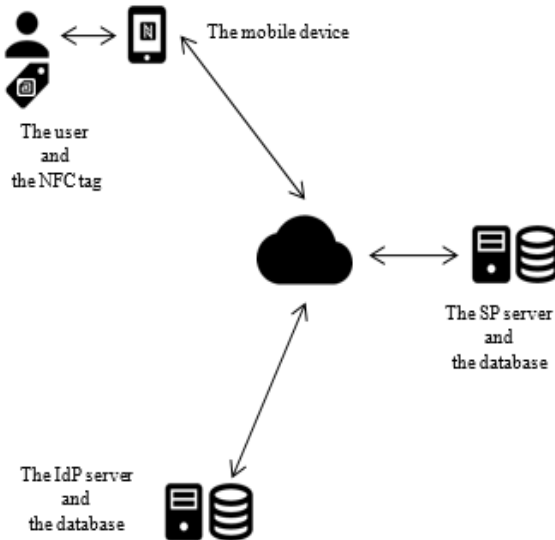 The mobile device
The user
and
the NFC tag
The SP server
and
the database
The IdP server
and
the database